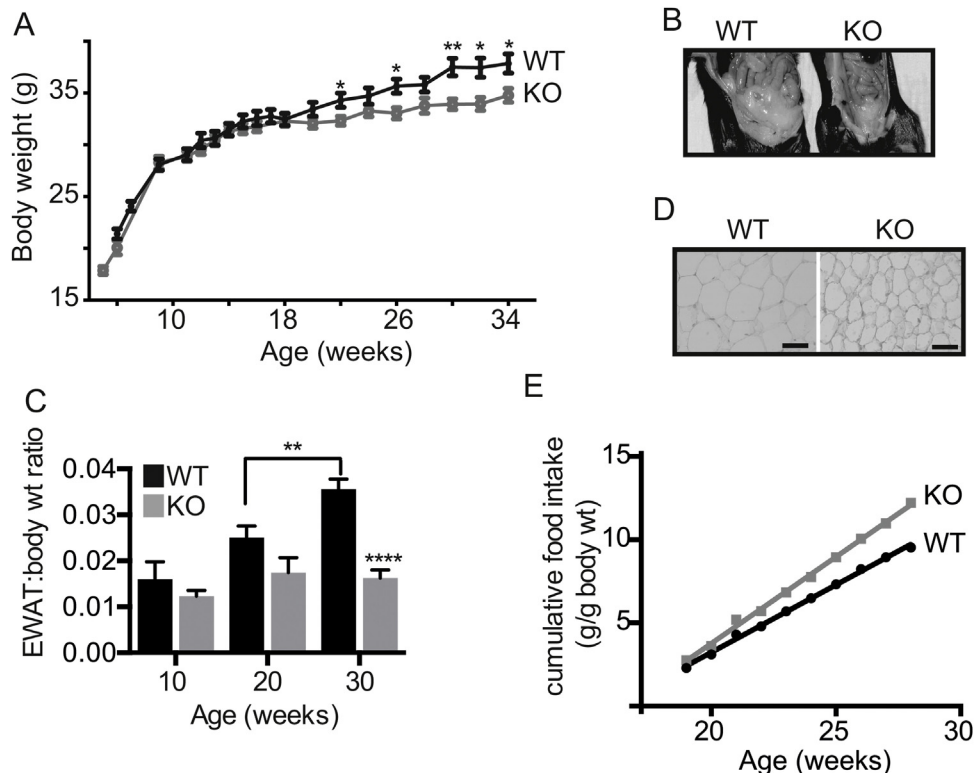 A
Body weight (g)
35
25
15
10
18
26
34
Age (weeks)
*
*
**
*
*
WT
KO
B
WT
KO
D
WT
KO
C
EWAT:body wt ratio
0.04
0.03
0.02
0.01
0.00
WT
KO
**
****
10
20
30
Age (weeks)
E
cumulative food intake
(g/g body wt)
15
10
5
KO
WT
20
25
30
Age (weeks)